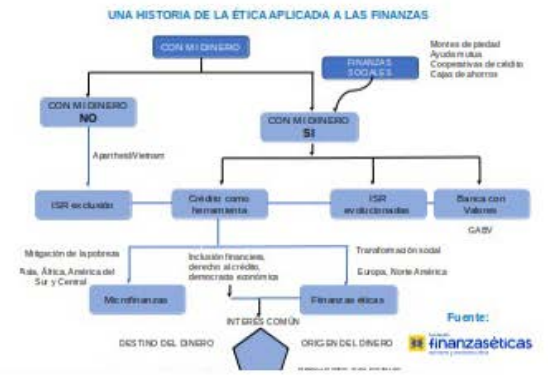 UNA HISTORIA DE LA ÉTICA APLICADA A LAS FINANZAS
CON MI DINERO
FINANZAS
SOCIALES
Montes de piedad
Ayuda mutua
Cooperativas de crédito
Cajas de ahorros
CON MI DINERO
NO
CON MI DINERO
SI
Apartheid/Vietnam
ISR exclusión
Crédito como
herramienta
ISR
evolucionadas
Banca con
Valores
GABV
Mitigación de la pobreza
Asia, África, América del
Sur y Central
Inclusión financiera,
derecho al crédito,
democracia económica
Transformación social
Europa, Norte América
Microfinanzas
Finanzas éticas
INTERÉS COMÚN
DESTINO DEL DINERO
ORIGEN DEL DINERO
Fuente:
finanzaséticas